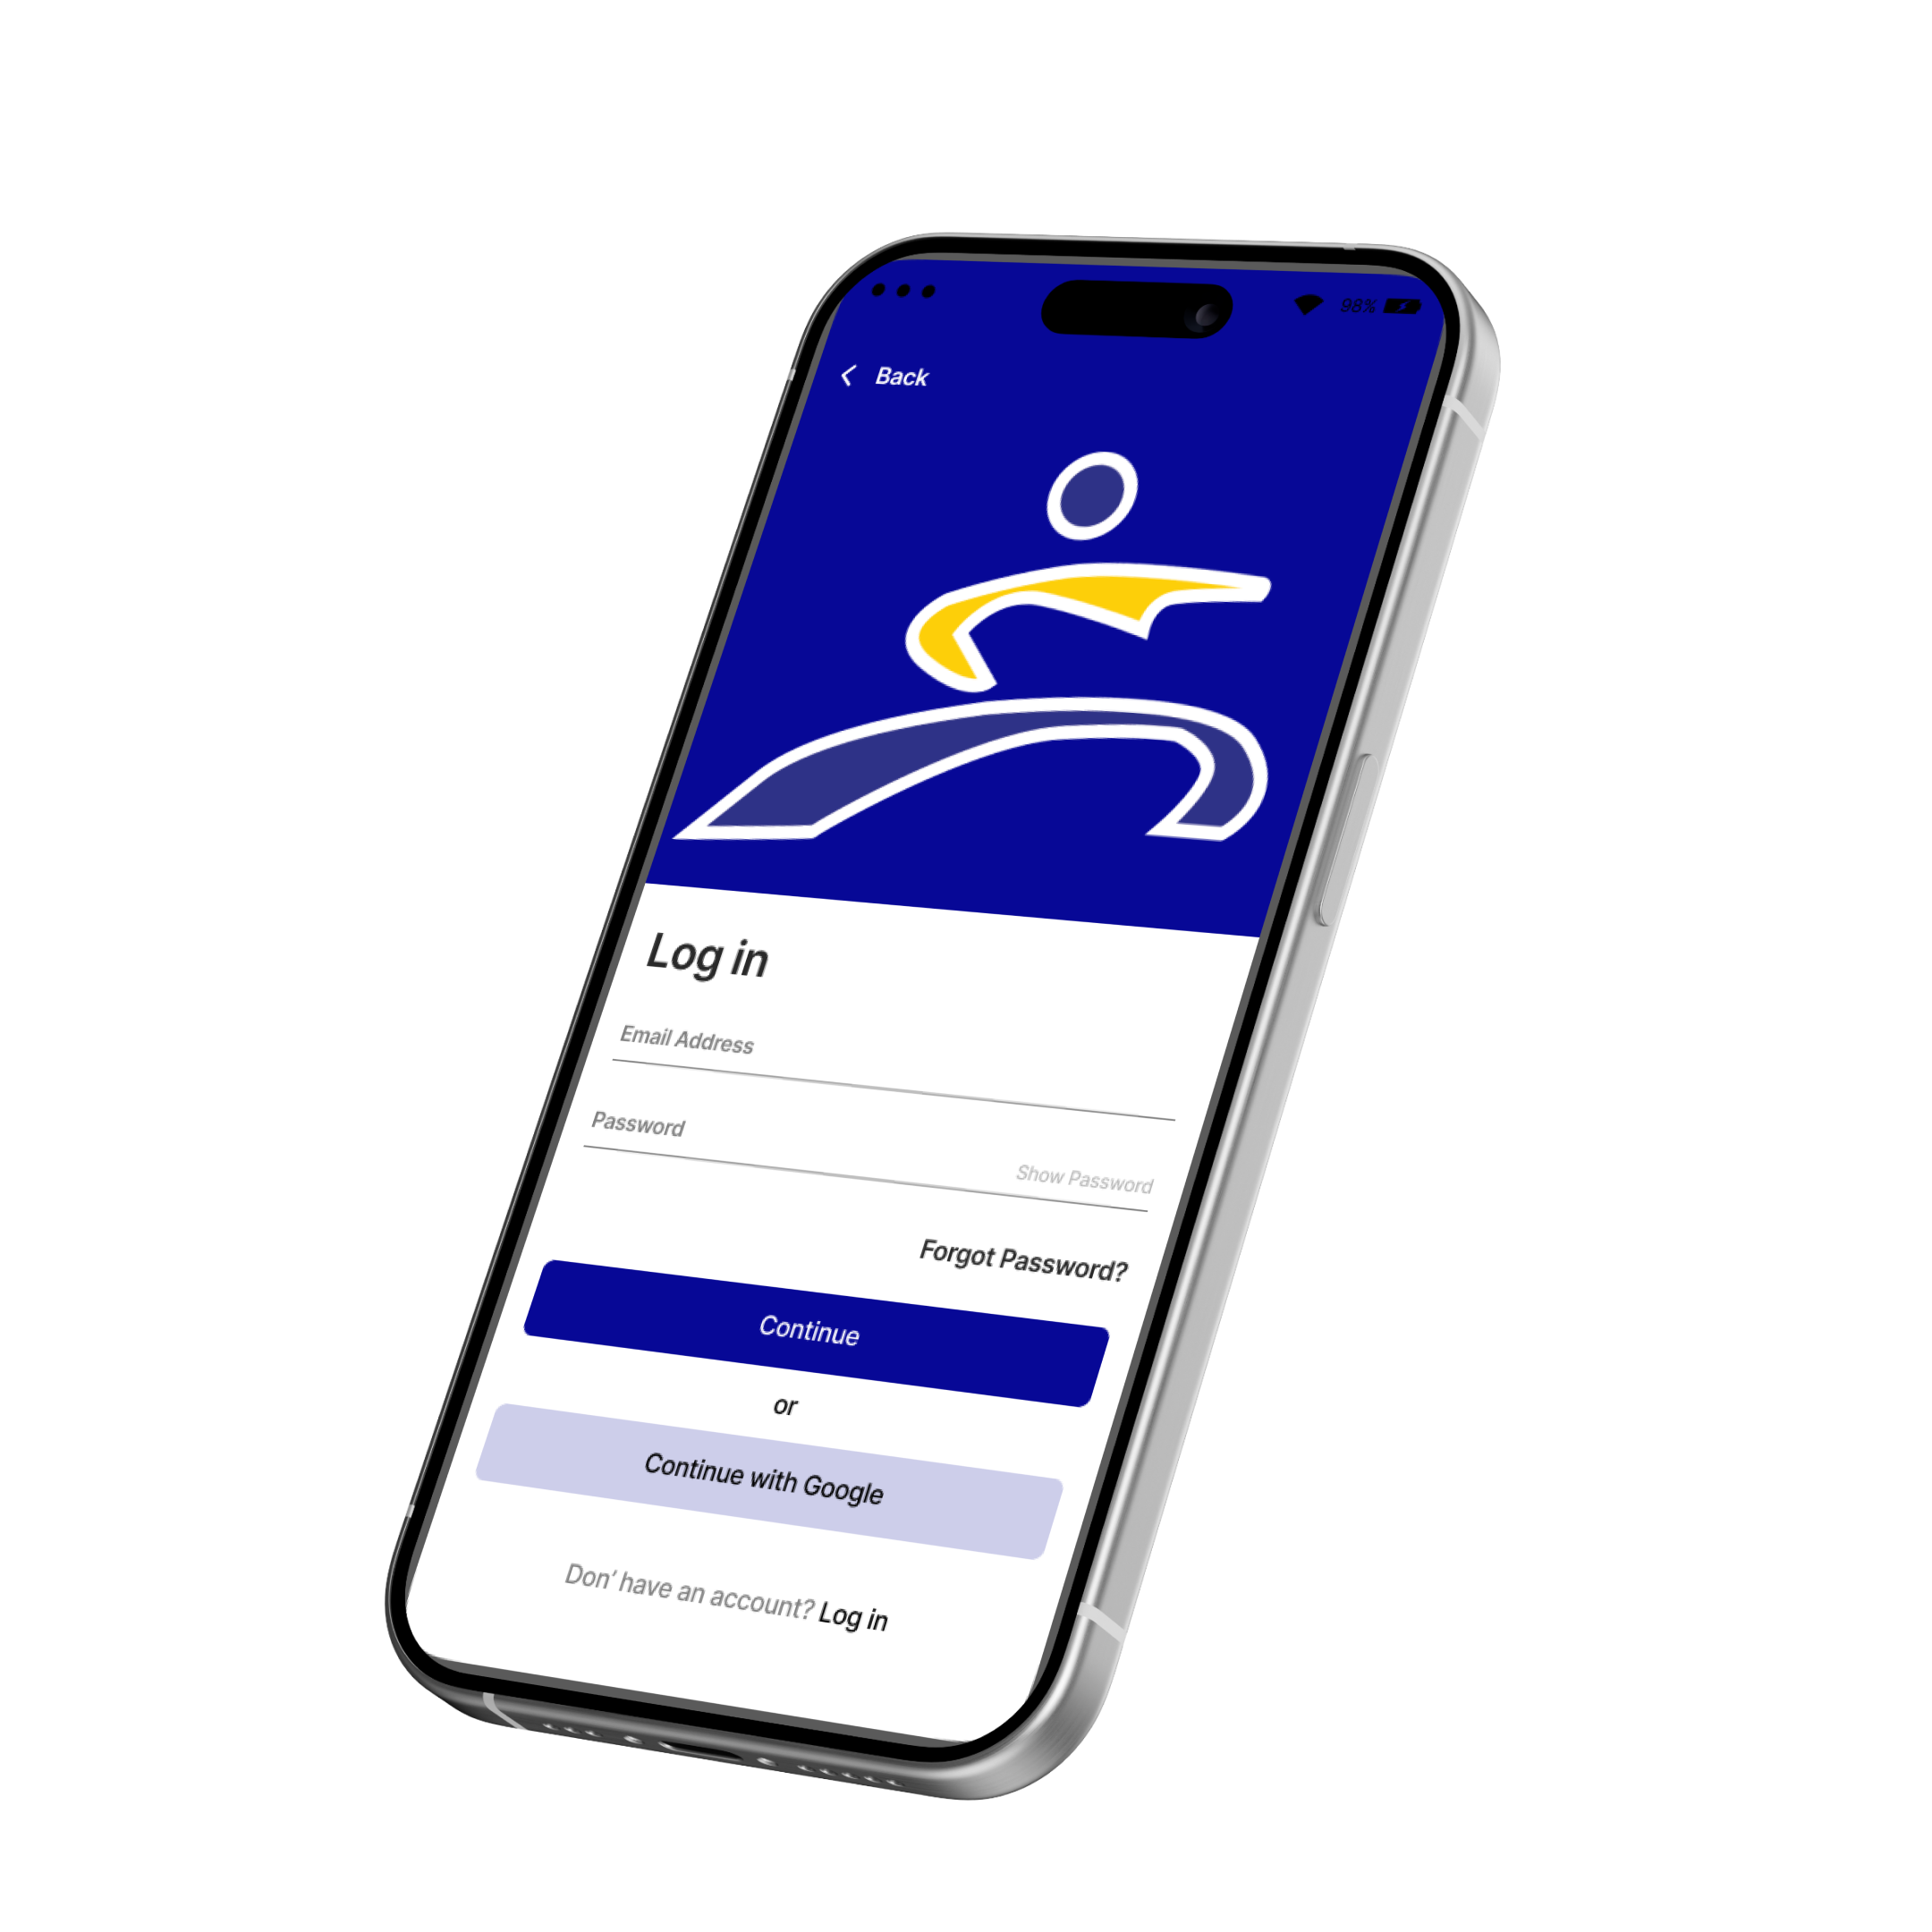 98%
Back
Log in
Email Address
Password
Show Password
Forgot Password?
Continue
or
Continue with Google
Don’ have an account? Log in